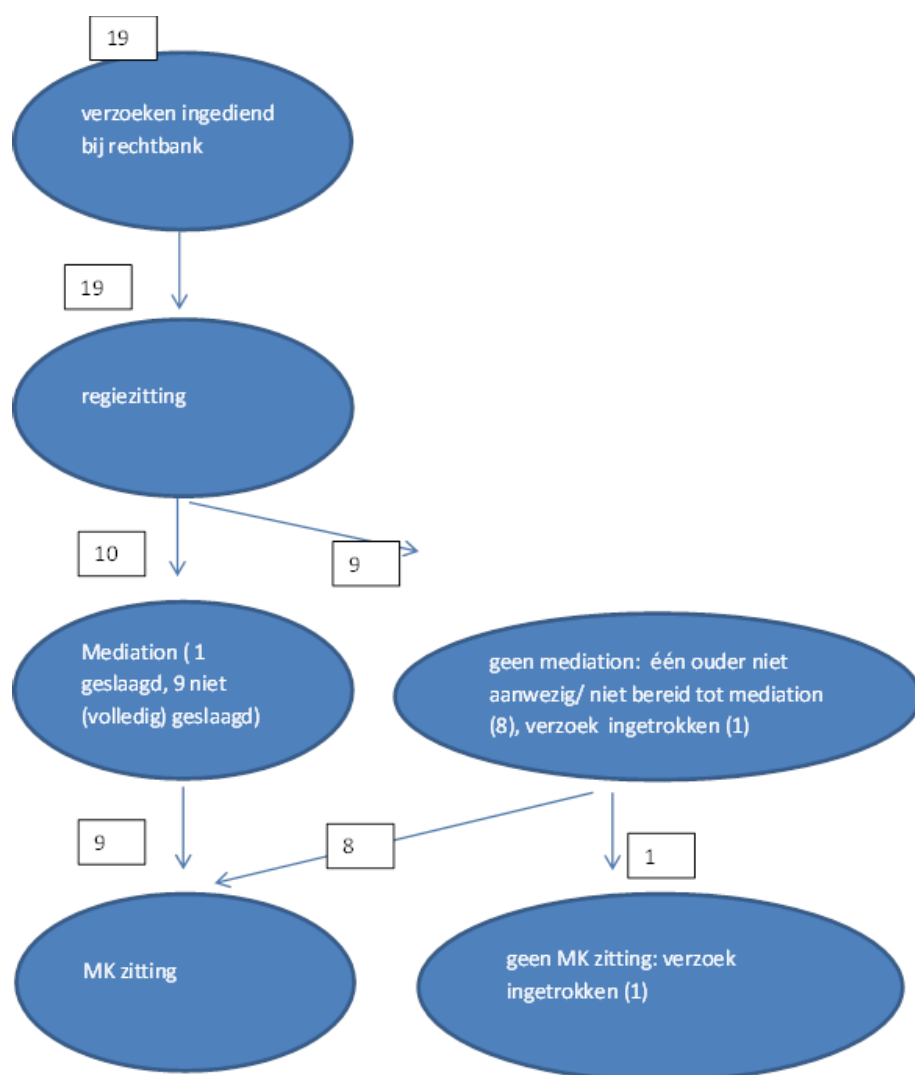 19
verzoeken ingediend
bij rechtbank
19
regiezitting
10
9
Mediation ( 1
geslaagd, 9 niet
(volledig) geslaagd)
geen mediation: één ouder niet
aanwezig/ niet bereid tot mediation
(8), verzoek ingetrokken (1)
9
8
1
MK zitting
geen MK zitting: verzoek
ingetrokken (1)